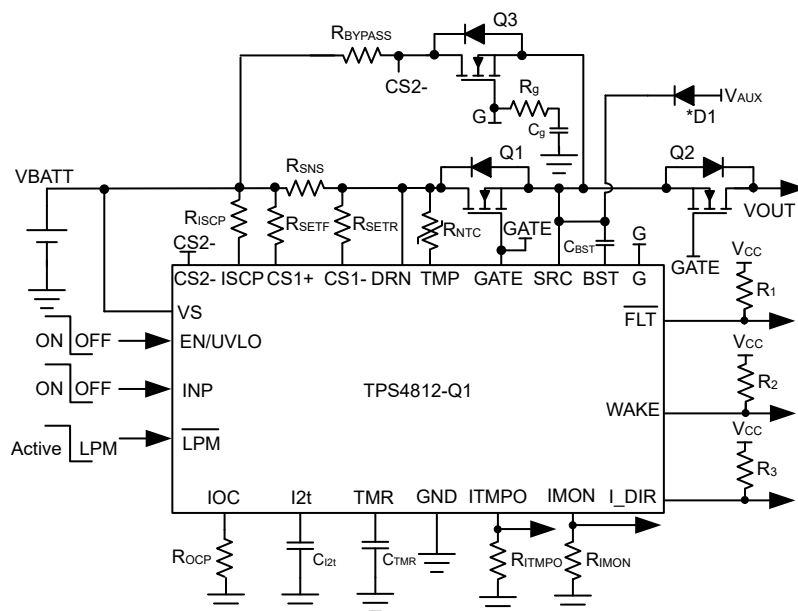 Q3
RBYPASS
CS2-
Rg
VAUX
*D1
G
Cg
RSNS
Q1
Q2
VBATT
VOUT
RISCP
RSETF
RSETR
RNTC
GATE
CBST
G
CS2-
GATE
VCC
CS2- ISCP CS1+ CS1- DRN TMP GATE SRC BST G
R1
VS
FLT
ON OFF
EN/UVLO
VCC
ON OFF
INP
TPS4812-Q1
R2
WAKE
VCC
Active LPM
LPM
R3
IOC I2t TMR GND ITMPO IMON I_DIR
ROCP
CI2t
CTMR
RITMPO
RIMON